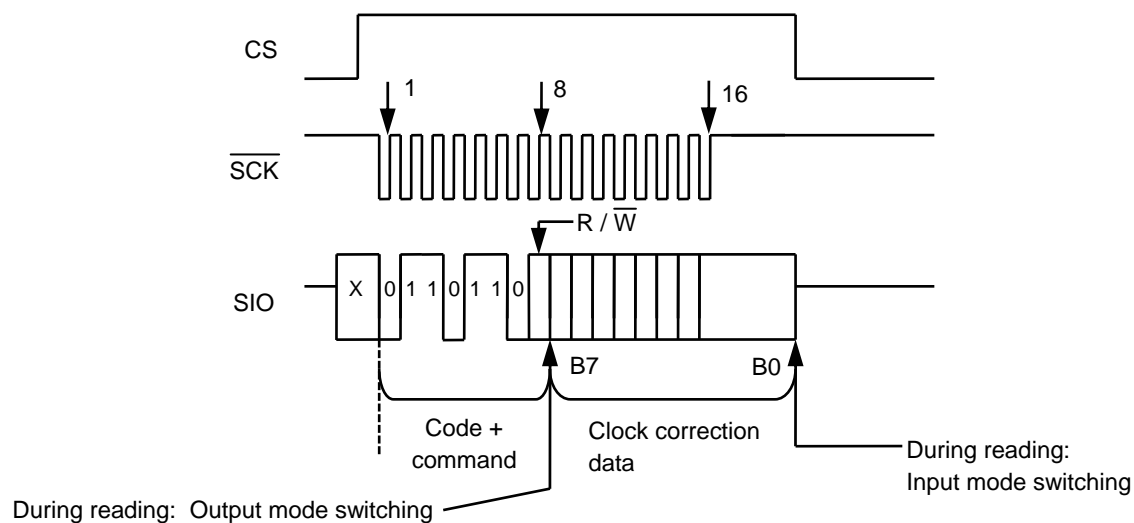 CS
1
8
16
SCK
R / W
SIO
X
0
1
1
0
1
1
0
B7
B0
Code +
command
Clock correction
data
During reading:
Input mode switching
During reading: Output mode switching